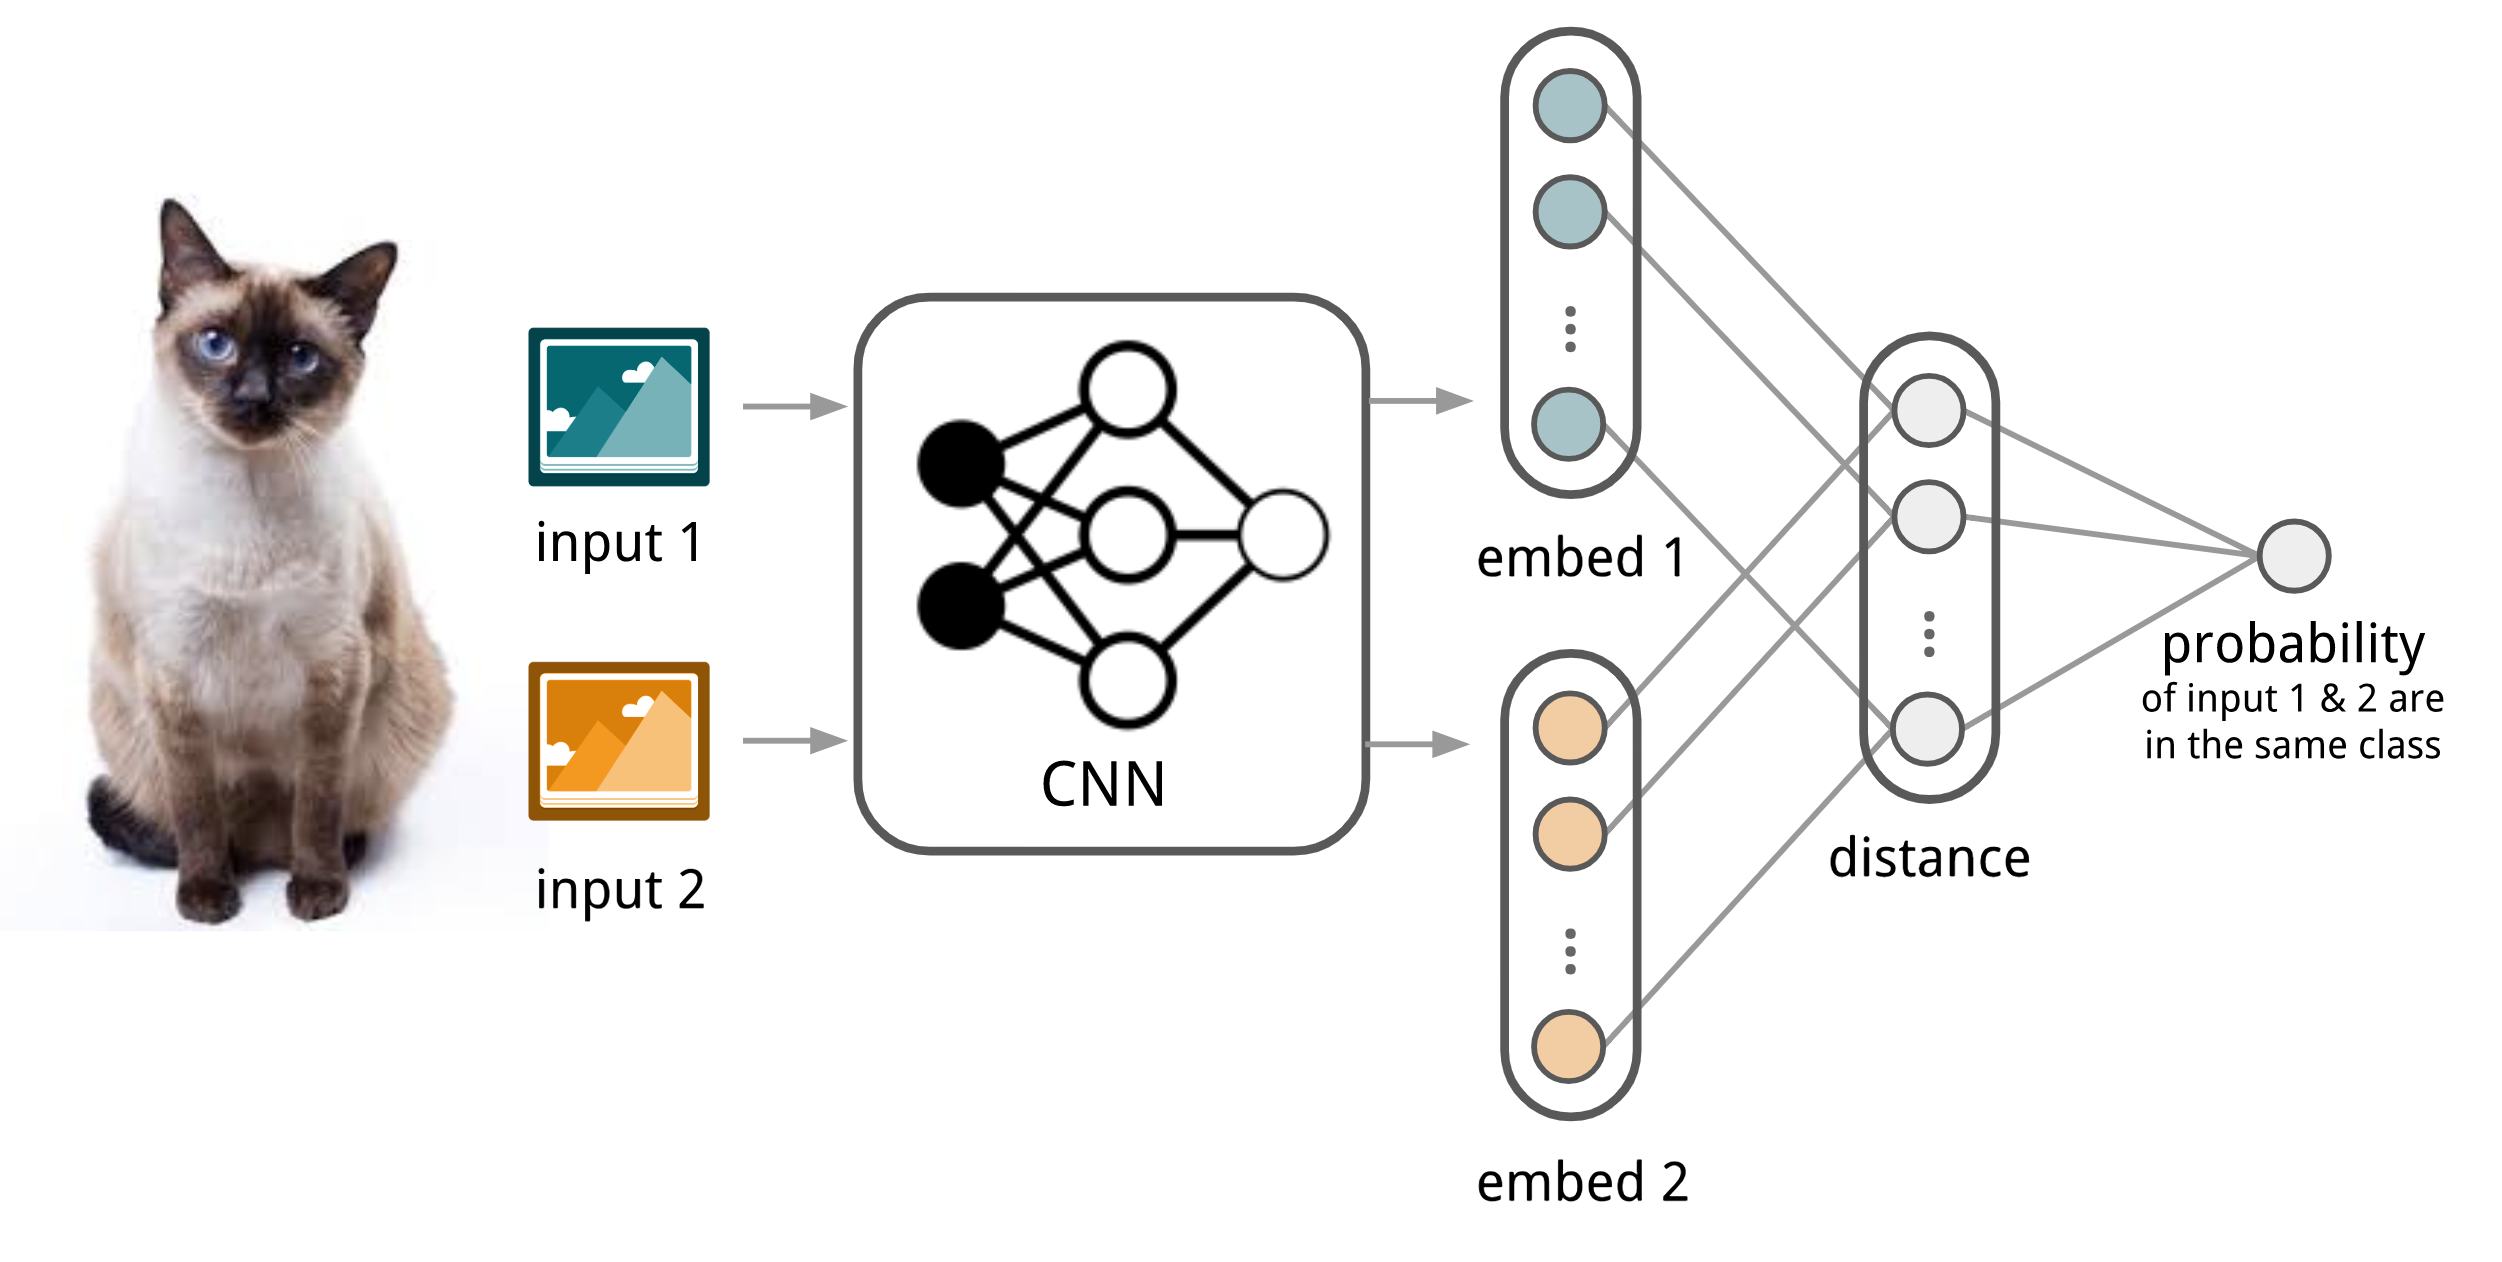 input 1
input 2
CNN
embed 1
embed 2
distance
probability
of input 1 & 2 are
in the same class